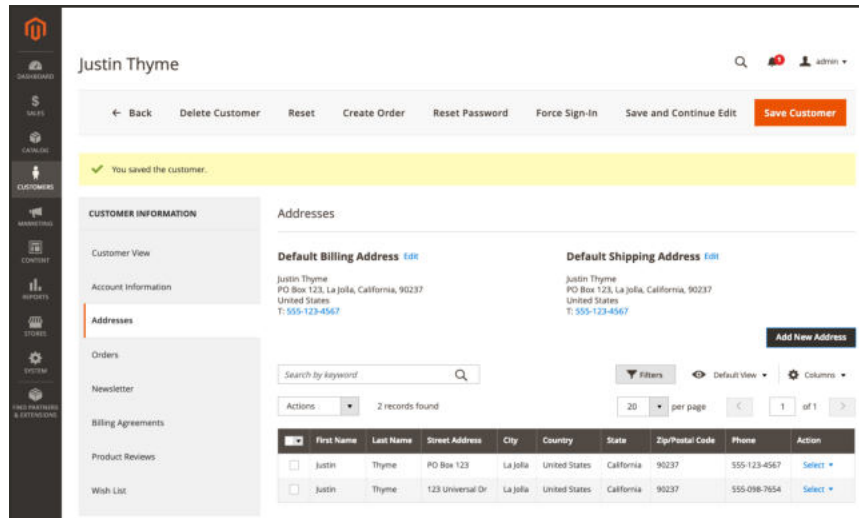 Justin Thyme
admin
← Back Delete Customer Reset Create Order Reset Password Force Sign-In Save and Continue Edit Save Customer
You saved the customer.
DASHBOARD
SALES
CATALOG
CUSTOMERS
MARKETING
CONTENT
REPORTS
STORES
SYSTEM
FIND PARTNERS
& EXTENSIONS
CUSTOMER INFORMATION
Customer View
Account Information
Addresses
Orders
Newsletter
Billing Agreements
Product Reviews
Wish List
Addresses
Default Billing Address Edit
Justin Thyme
PO Box 123, La Jolla, California, 90237
United States
T: 555-123-4567
Default Shipping Address Edit
Justin Thyme
PO Box 123, La Jolla, California, 90237
United States
T: 555-123-4567
Add New Address
Search by keyword
Filters Default View Columns
Actions 2 records found 20 per page 1 of 1
First Name Last Name Street Address City Country State Zip/Postal Code Phone Action
Justin Thyme PO Box 123 La Jolla United States California 90237 555-123-4567 Select
Justin Thyme 123 Universal Dr La Jolla United States California 90237 555-098-7654 Select